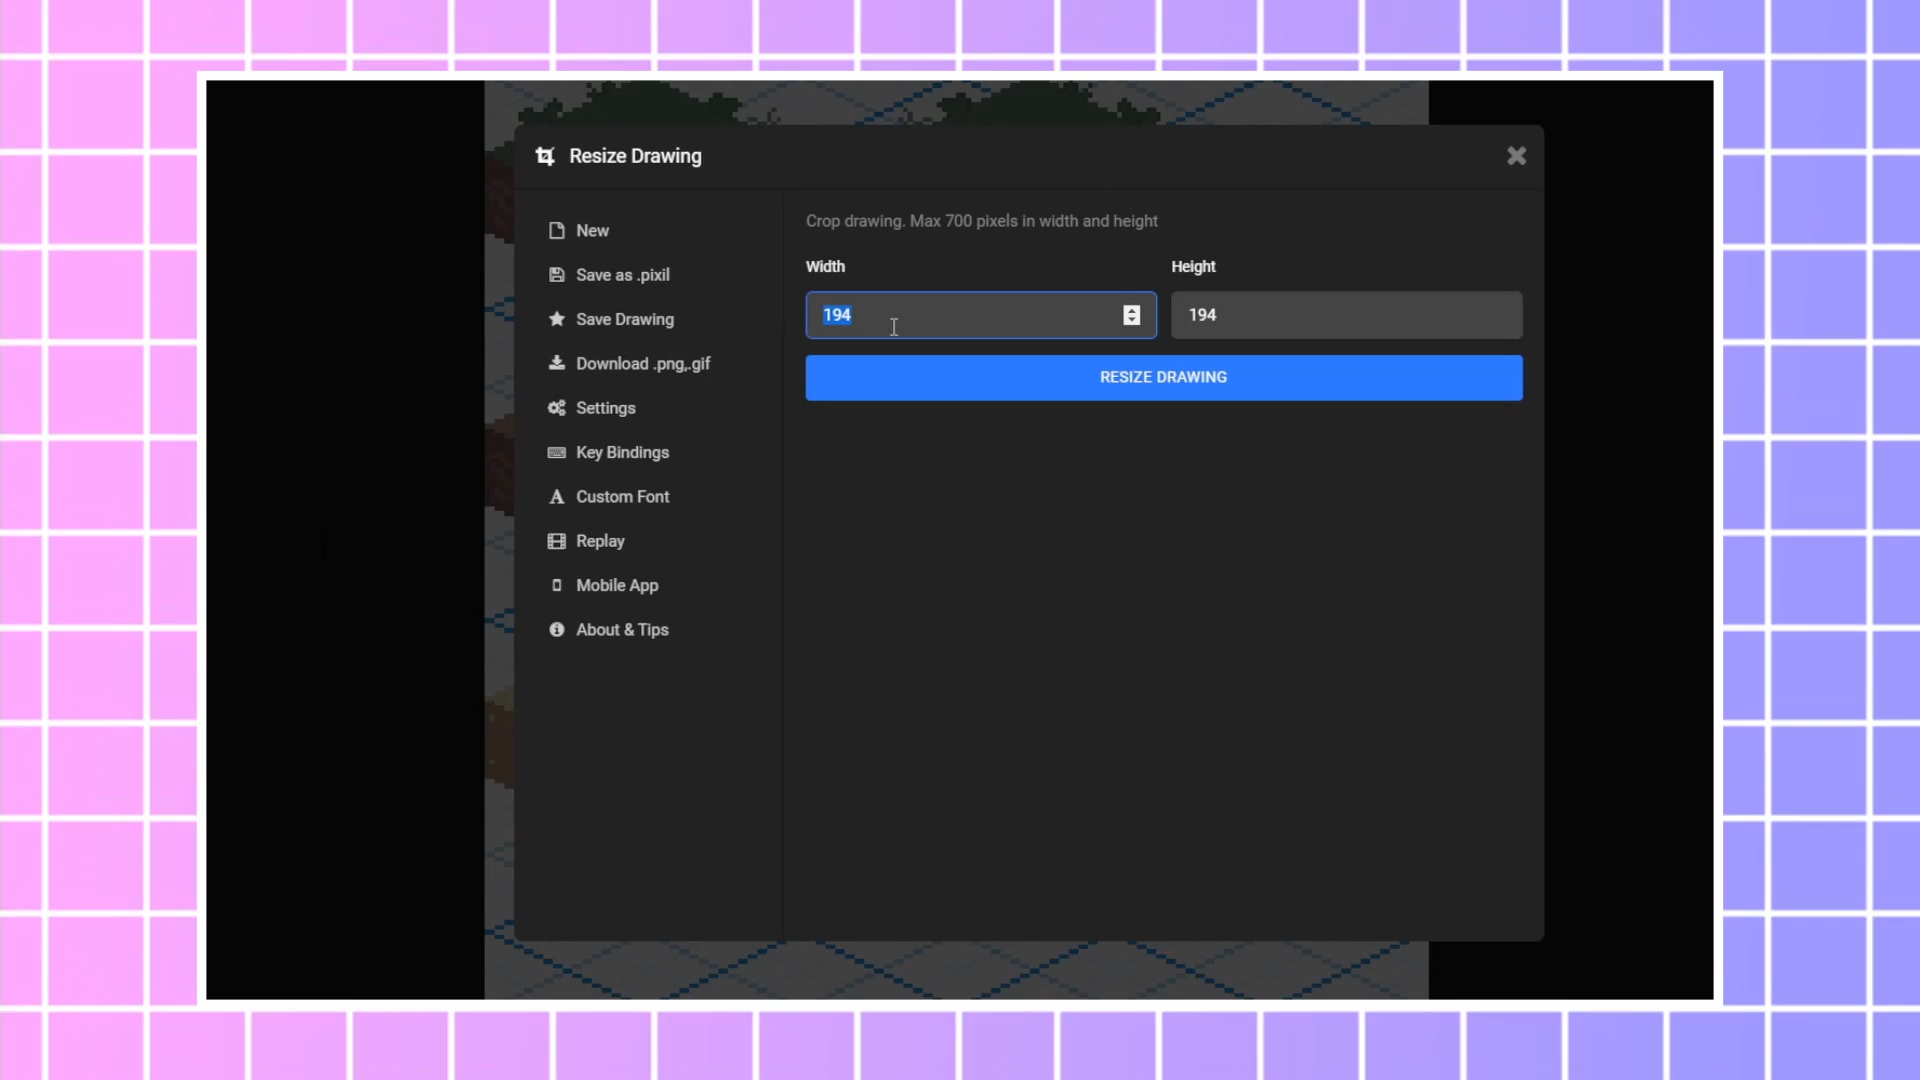 Resize Drawing
New
Save as .pixil
Save Drawing
Download .png,.gif
Settings
Key Bindings
Custom Font
Replay
Mobile App
About & Tips
Crop drawing. Max 700 pixels in width and height
Width Height
194 194
RESIZE DRAWING